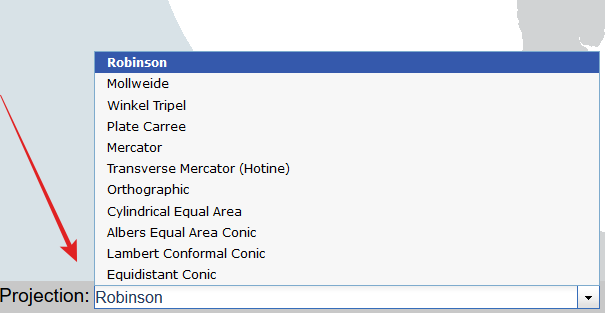 Robinson
Mollweide
Winkel Tripel
Plate Carree
Mercator
Transverse Mercator (Hotine)
Orthographic
Cylindrical Equal Area
Albers Equal Area Conic
Lambert Conformal Conic
Equidistant Conic
Projection: Robinson